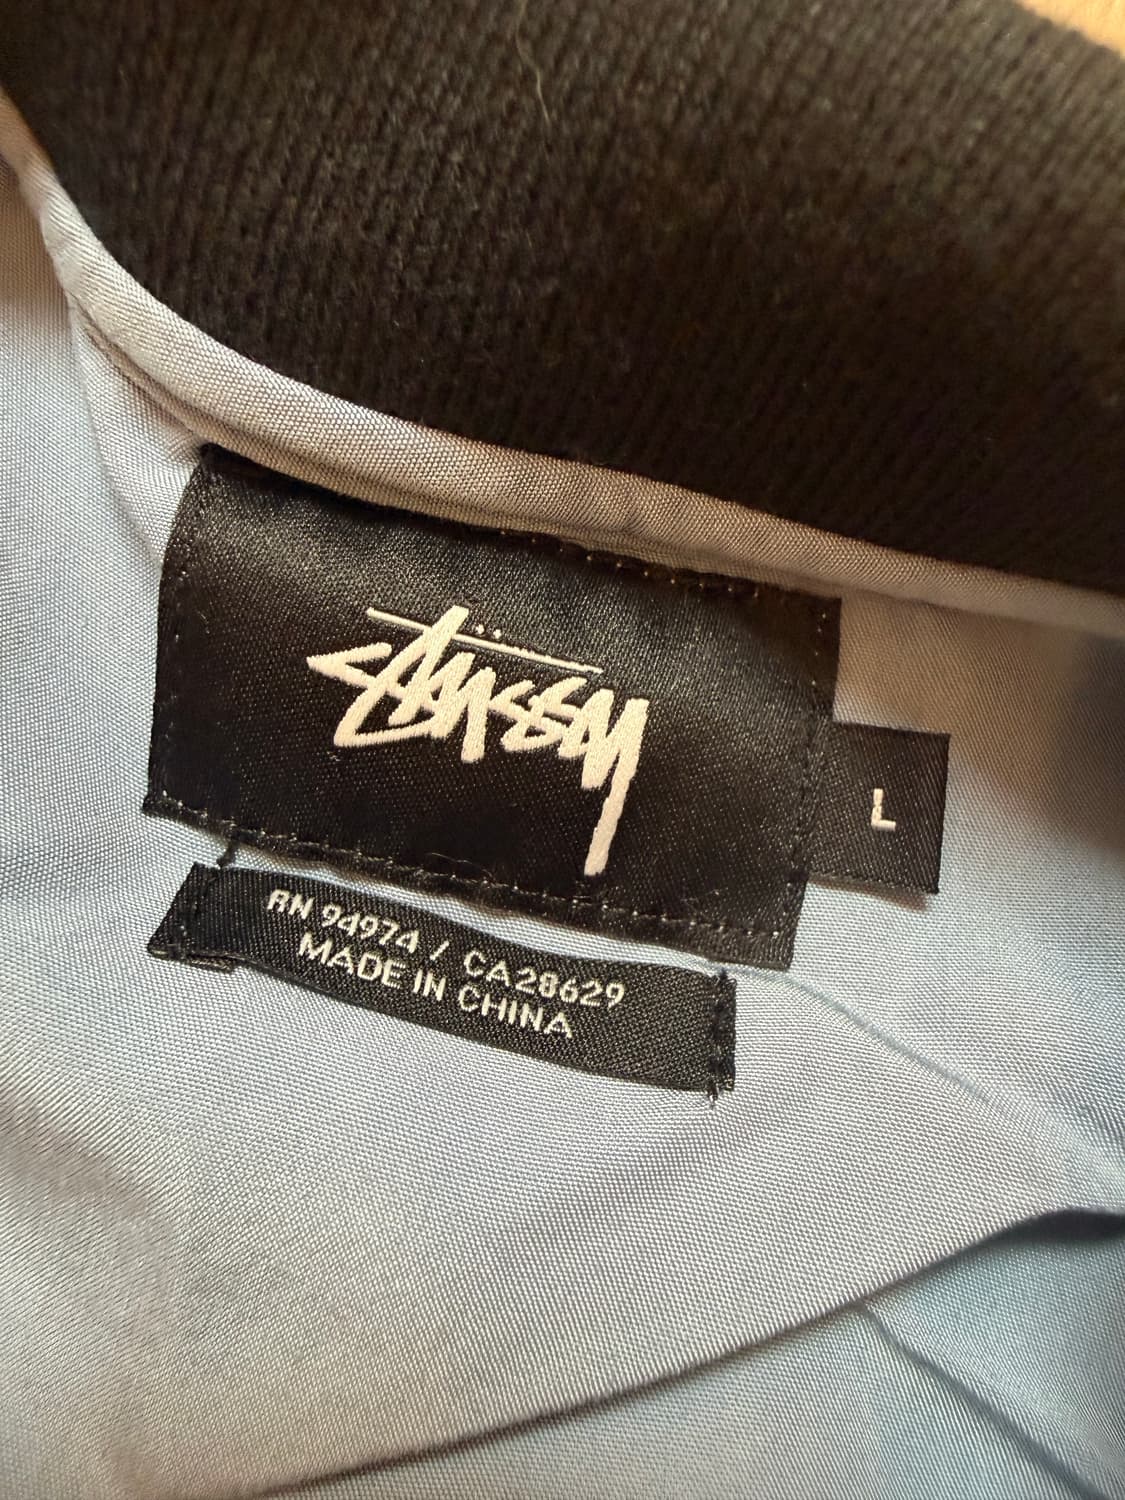 Stüssy
L
RN 94974 / CA28629
MADE IN CHINA